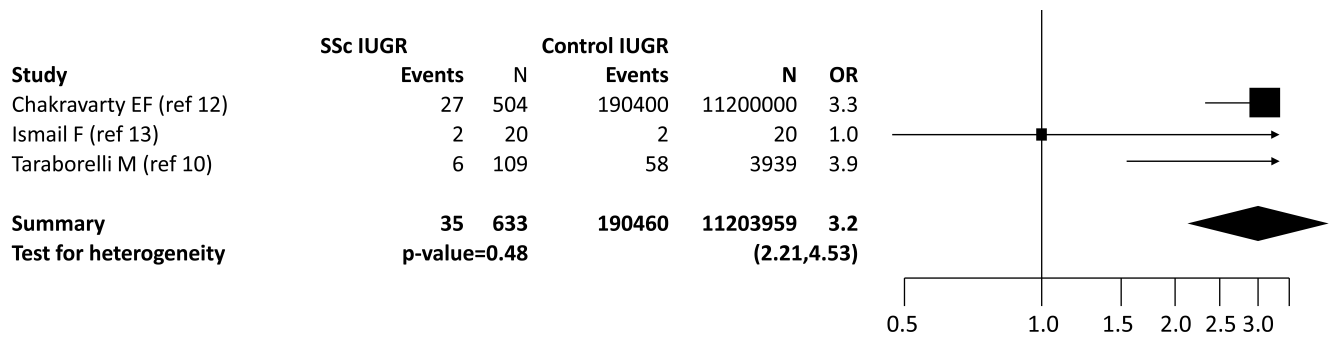 SSc IUGR Control IUGR
Study Events N Events N OR
Chakravarty EF (ref 12) 27 504 190400 11200000 3.3
Ismail F (ref 13) 2 20 2 20 1.0
Taraborelli M (ref 10) 6 109 58 3939 3.9
Summary 35 633 190460 11203959 3.2
Test for heterogeneity p-value=0.48 (2.21,4.53)
0.5 1.0 1.5 2.0 2.5 3.0